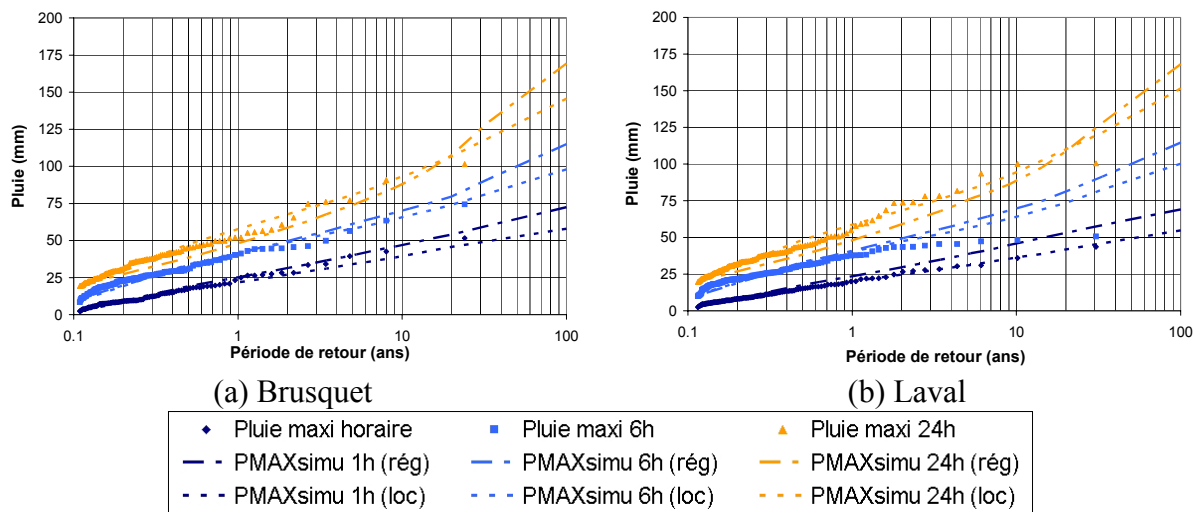 200
175
150
125
100
75
50
25
0
Pluie (mm)
0.1 1 10 100
Période de retour (ans)
(a) Brusquet
200
175
150
125
100
75
50
25
0
Pluie (mm)
0.1 1 10 100
Période de retour (ans)
(b) Laval
Pluie maxi horaire Pluie maxi 6h Pluie maxi 24h
PMAXsimu 1h (rég) PMAXsimu 6h (rég) PMAXsimu 24h (rég)
PMAXsimu 1h (loc) PMAXsimu 6h (loc) PMAXsimu 24h (loc)